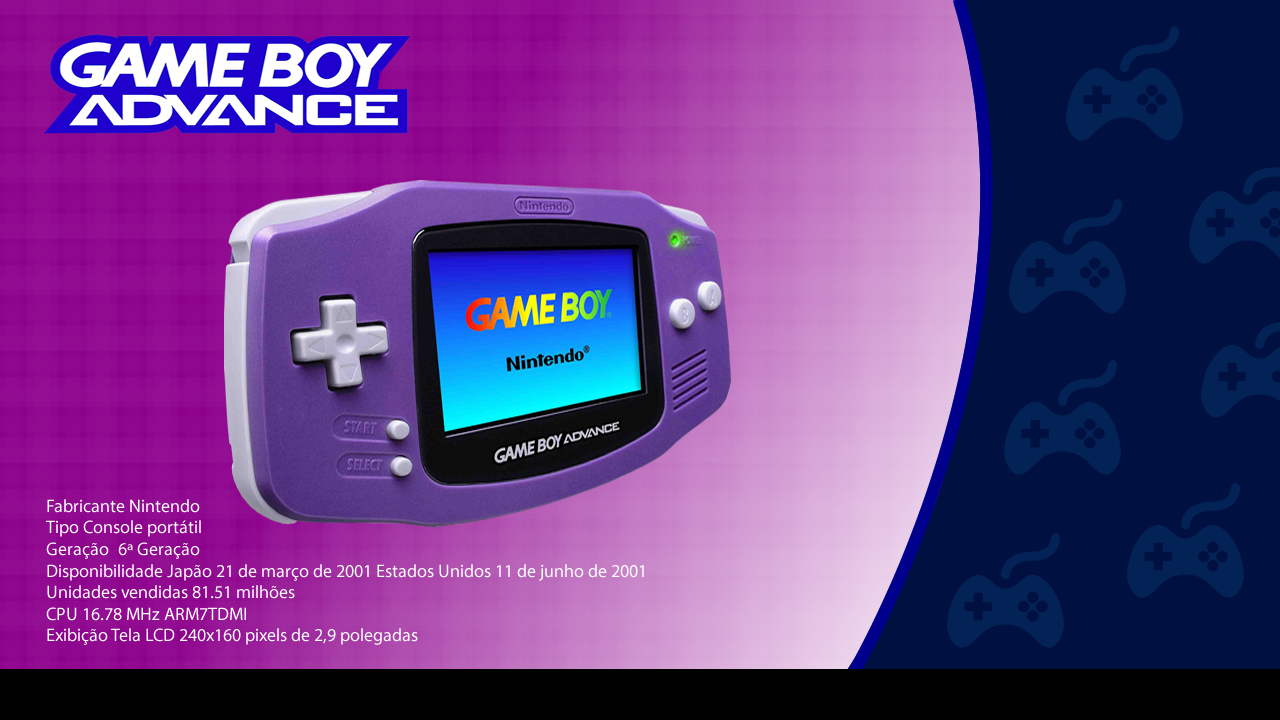 GAME BOY
ADVANCE
Nintendo
POWER
GAME BOY
Nintendo®
A
B
START
SELECT
GAME BOY ADVANCE
Fabricante Nintendo
Tipo Console portátil
Geração  6ª Geração
Disponibilidade Japão 21 de março de 2001 Estados Unidos 11 de junho de 2001
Unidades vendidas 81.51 milhões
CPU 16.78 MHz ARM7TDMI
Exibição Tela LCD 240x160 pixels de 2,9 polegadas